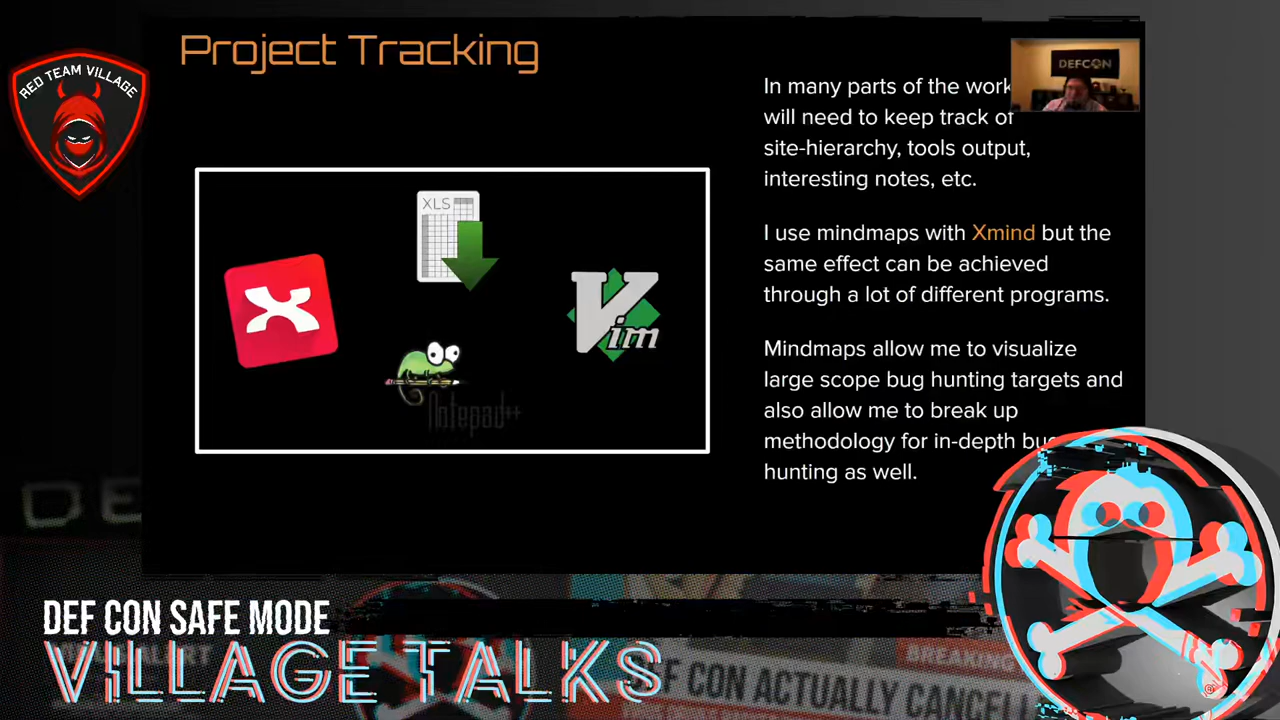 Project Tracking
RED TEAM VILLAGE
DEFCON
In many parts of the
will need to keep track of
site-hierarchy, tools output,
interesting notes, etc.
I use mindmaps with Xmind but the
same effect can be achieved
through a lot of different programs.
Mindmaps allow me to visualize
large scope bug hunting targets and
also allow me to break up
methodology for in-depth
hunting as well.
XLS
Vim
Notepad++
DEF CON SAFE MODE
VILLAGE TALKS
DEF CON ACTUALLY